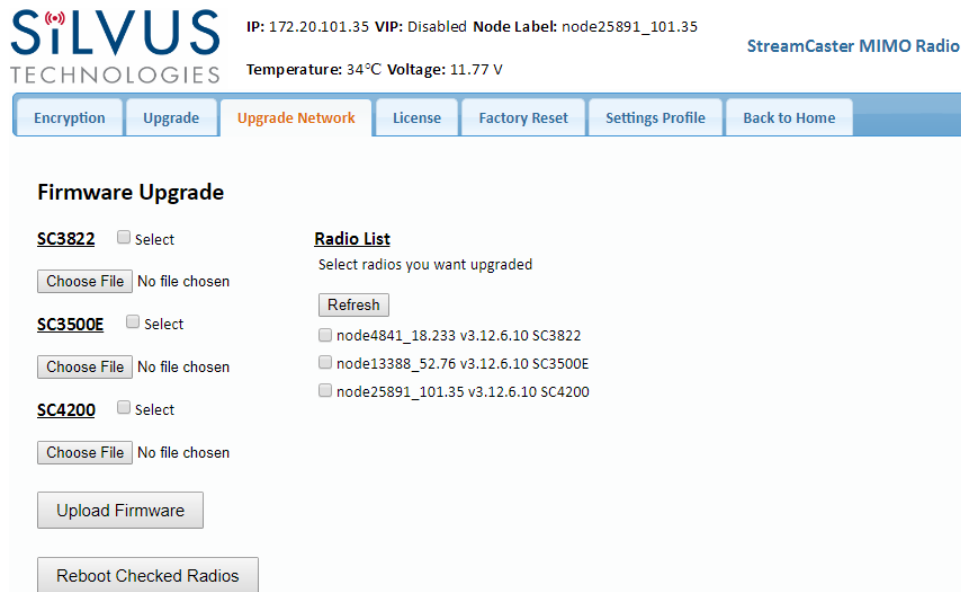 SiLVUS
TECHNOLOGIES
IP: 172.20.101.35 VIP: Disabled Node Label: node25891_101.35
Temperature: 34°C Voltage: 11.77 V
StreamCaster MIMO Radio
Encryption Upgrade Upgrade Network License Factory Reset Settings Profile Back to Home
Firmware Upgrade
SC3822 Select
Choose File No file chosen
SC3500E Select
Choose File No file chosen
SC4200 Select
Choose File No file chosen
Upload Firmware
Reboot Checked Radios
Radio List
Select radios you want upgraded
Refresh
node4841_18.233 v3.12.6.10 SC3822
node13388_52.76 v3.12.6.10 SC3500E
node25891_101.35 v3.12.6.10 SC4200